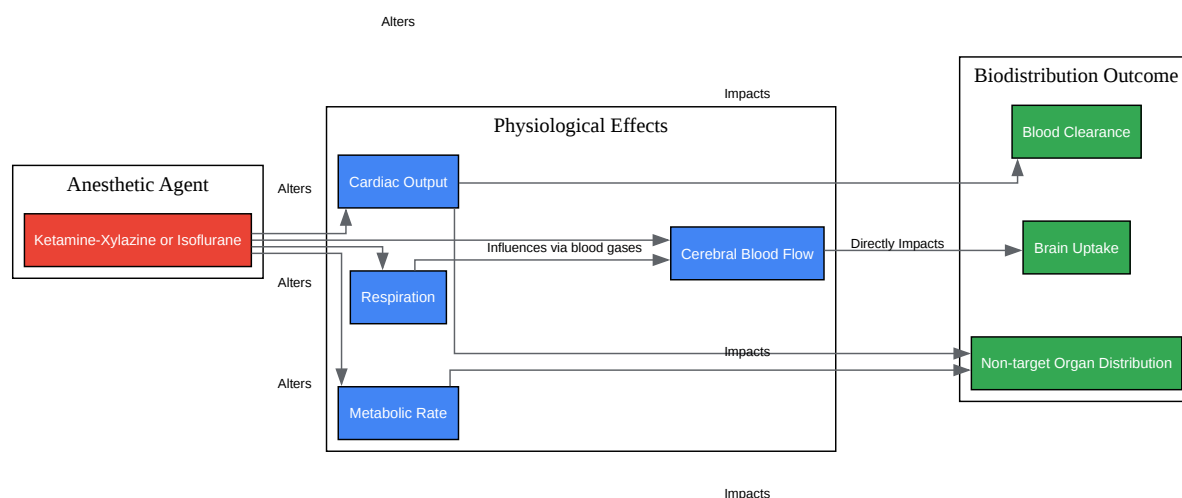 Alters
Impacts
Biodistribution Outcome
Blood Clearance
Physiological Effects
Cardiac Output
Anesthetic Agent
Alters
Ketamine-Xylazine or Isoflurane
Influences via blood gases
Cerebral Blood Flow
Directly Impacts
Brain Uptake
Alters
Respiration
Impacts
Non-target Organ Distribution
Alters
Metabolic Rate
Impacts